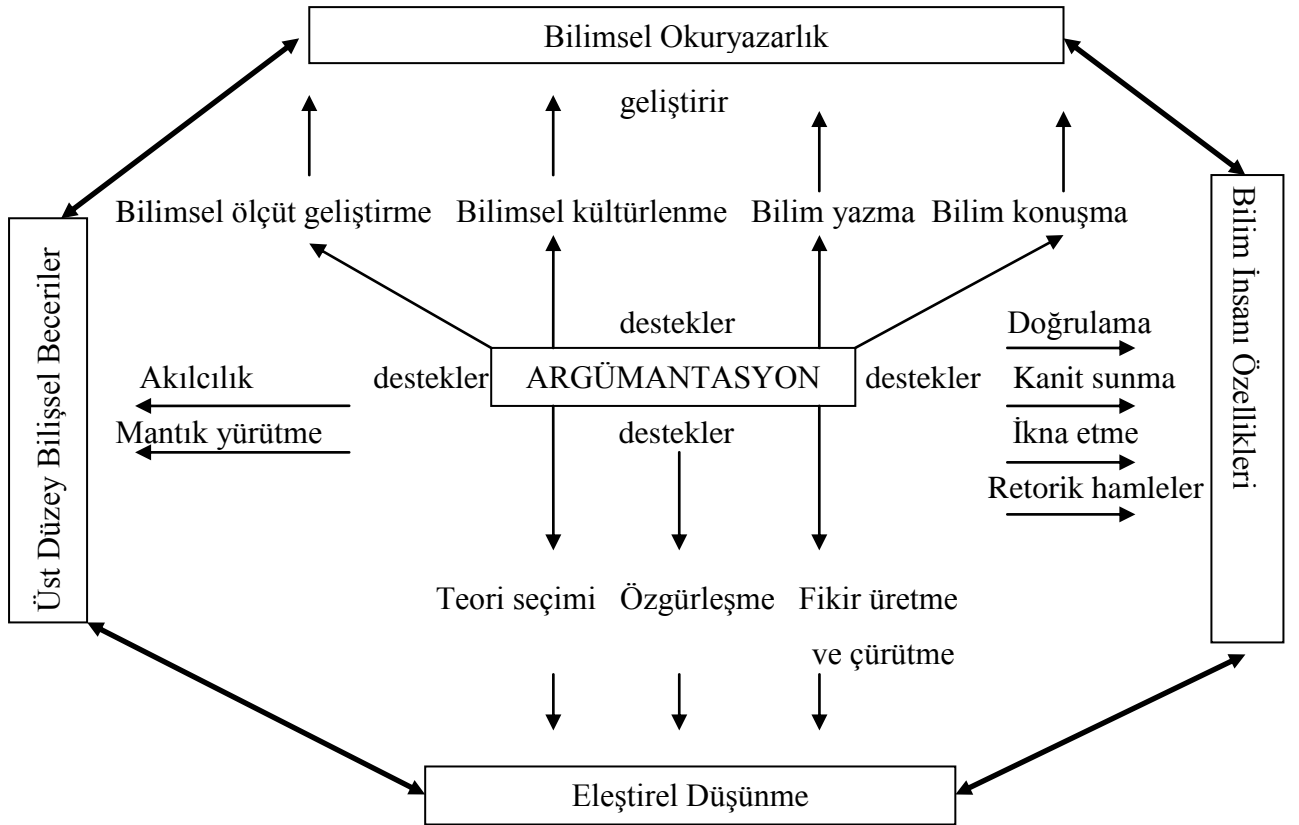 Bilimsel Okuryazarlık
geliştirir
Bilimsel ölçüt geliştirme
Bilimsel kültürlenme
Bilim yazma
Bilim konuşma
Üst Düzey Bilişsel Beceriler
Bilim İnsanı Özellikleri
destekler
Doğrulama
Akılcılık
destekler
ARGÜMANTASYON
destekler
Kanit sunma
Mantık yürütme
destekler
İkna etme
Retorik hamleler
Teori seçimi
Özgürleşme
Fikir üretme
ve çürütme
Eleştirel Düşünme